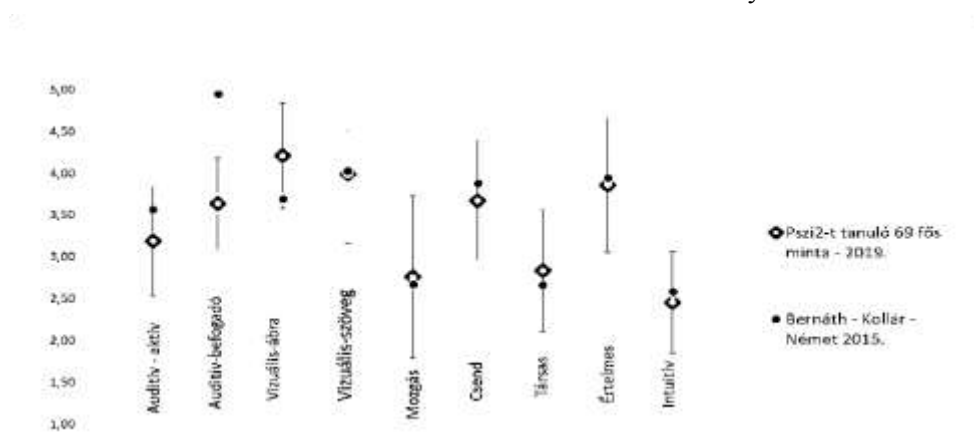 5,00
4,50
4,00
3,50
3,00
2,50
2,00
1,50
1,00
Auditív - aktív
Auditív-befogadó
Vizuális-ábra
Vizuális-szöveg
Mozgás
Csend
Társas
Értelmes
Intuitív
Pszi2-t tanuló 69 fős
minta - 2019.
Bernáth - Kollár -
Német 2015.